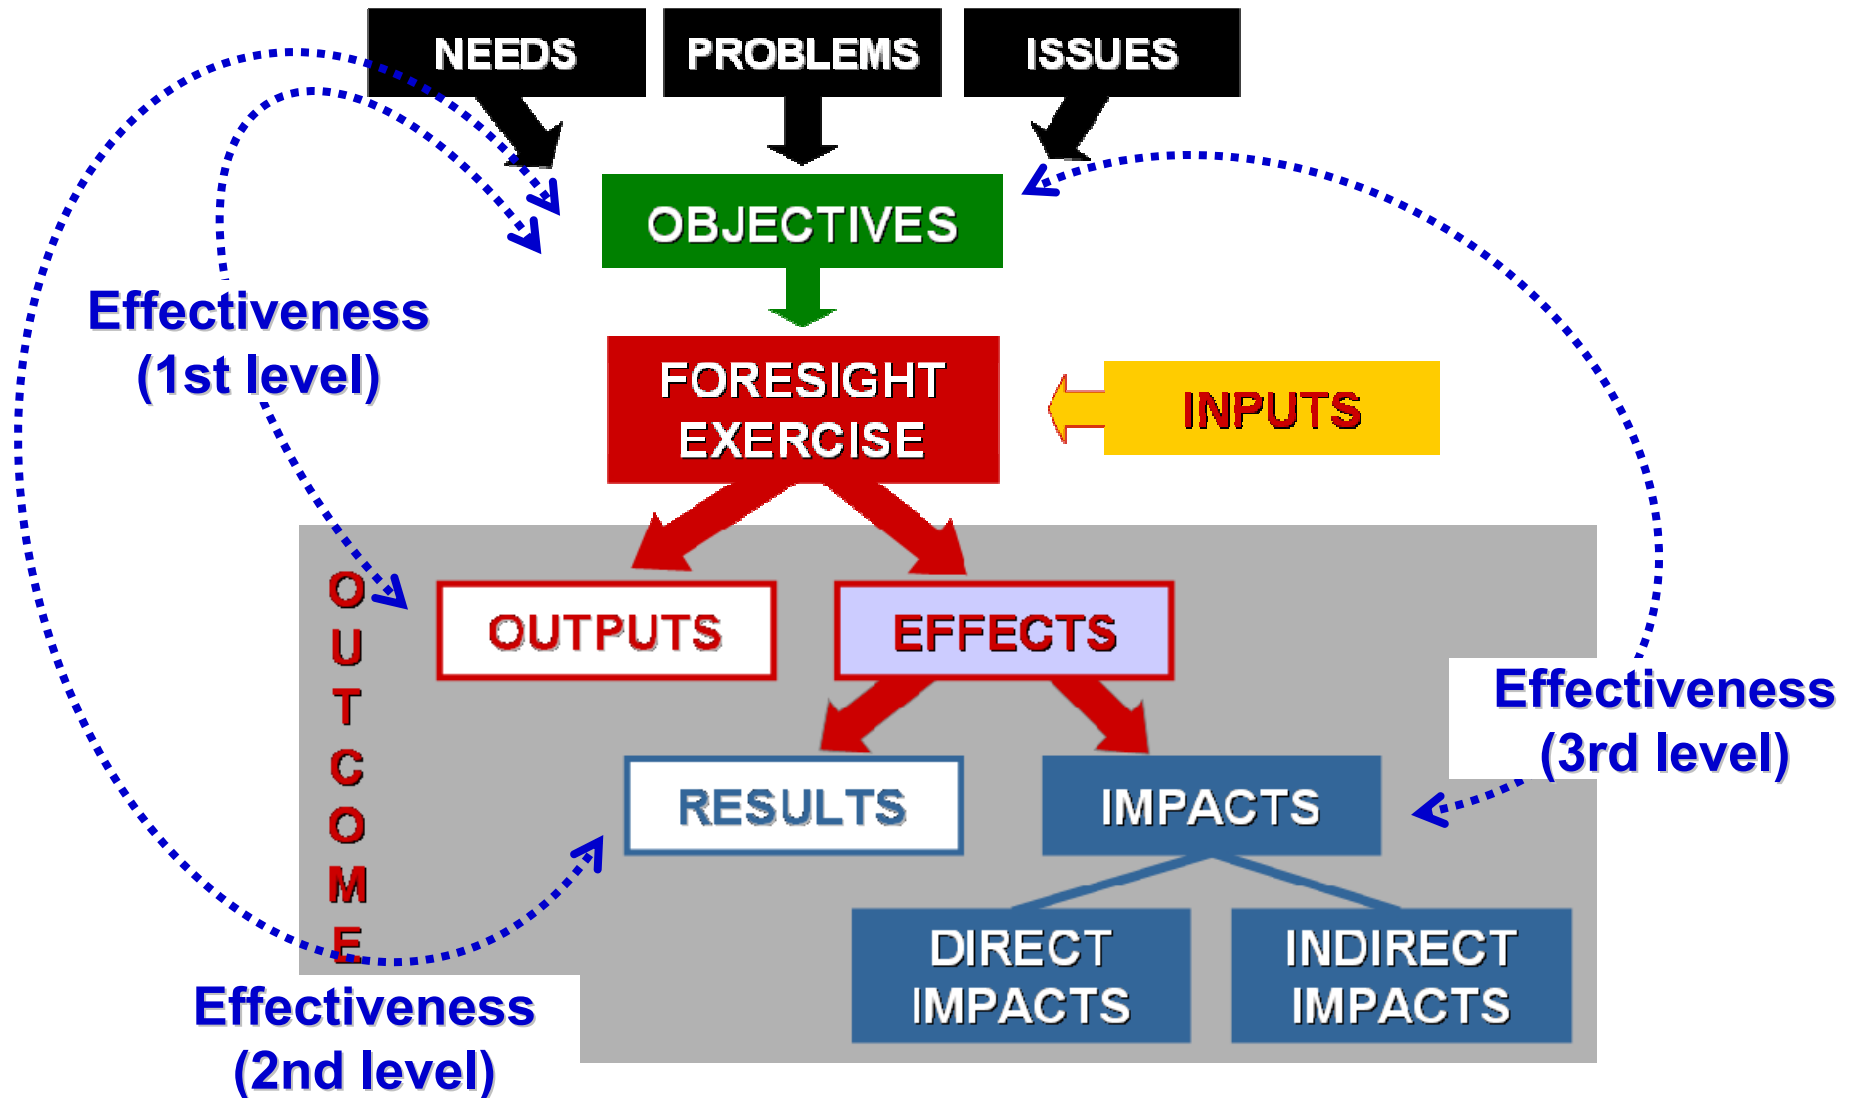 NEEDS
PROBLEMS
ISSUES
OBJECTIVES
Effectiveness
(1st level)
FORESIGHT
EXERCISE
INPUTS
OUTCOME
OUTPUTS
EFFECTS
Effectiveness
(3rd level)
RESULTS
IMPACTS
DIRECT
IMPACTS
INDIRECT
IMPACTS
Effectiveness
(2nd level)